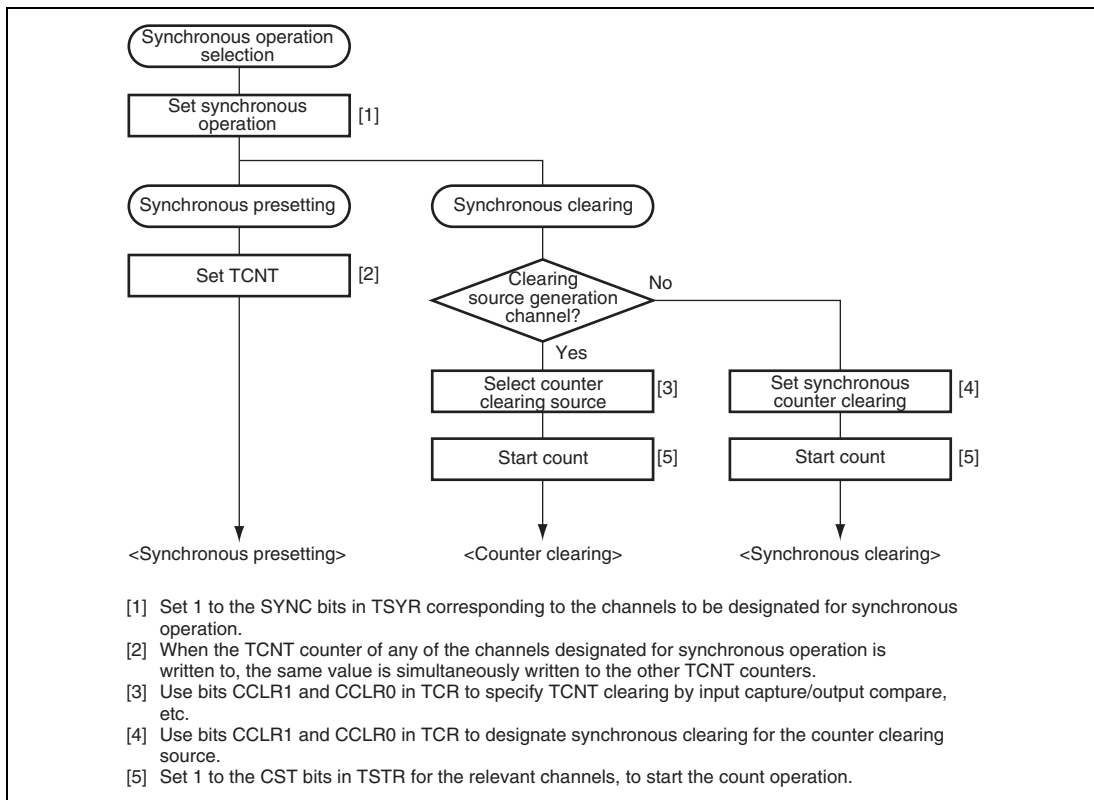 Synchronous operation
selection
Set synchronous
operation
[1]
Synchronous presetting
Synchronous clearing
Set TCNT
[2]
Clearing
source generation
channel?
No
Yes
Select counter
clearing source
[3]
Set synchronous
counter clearing
[4]
Start count
[5]
Start count
[5]
<Synchronous presetting>
<Counter clearing>
<Synchronous clearing>
[1] Set 1 to the SYNC bits in TSYR corresponding to the channels to be designated for synchronous
operation.
[2] When the TCNT counter of any of the channels designated for synchronous operation is
written to, the same value is simultaneously written to the other TCNT counters.
[3] Use bits CCLR1 and CCLR0 in TCR to specify TCNT clearing by input capture/output compare,
etc.
[4] Use bits CCLR1 and CCLR0 in TCR to designate synchronous clearing for the counter clearing
source.
[5] Set 1 to the CST bits in TSTR for the relevant channels, to start the count operation.